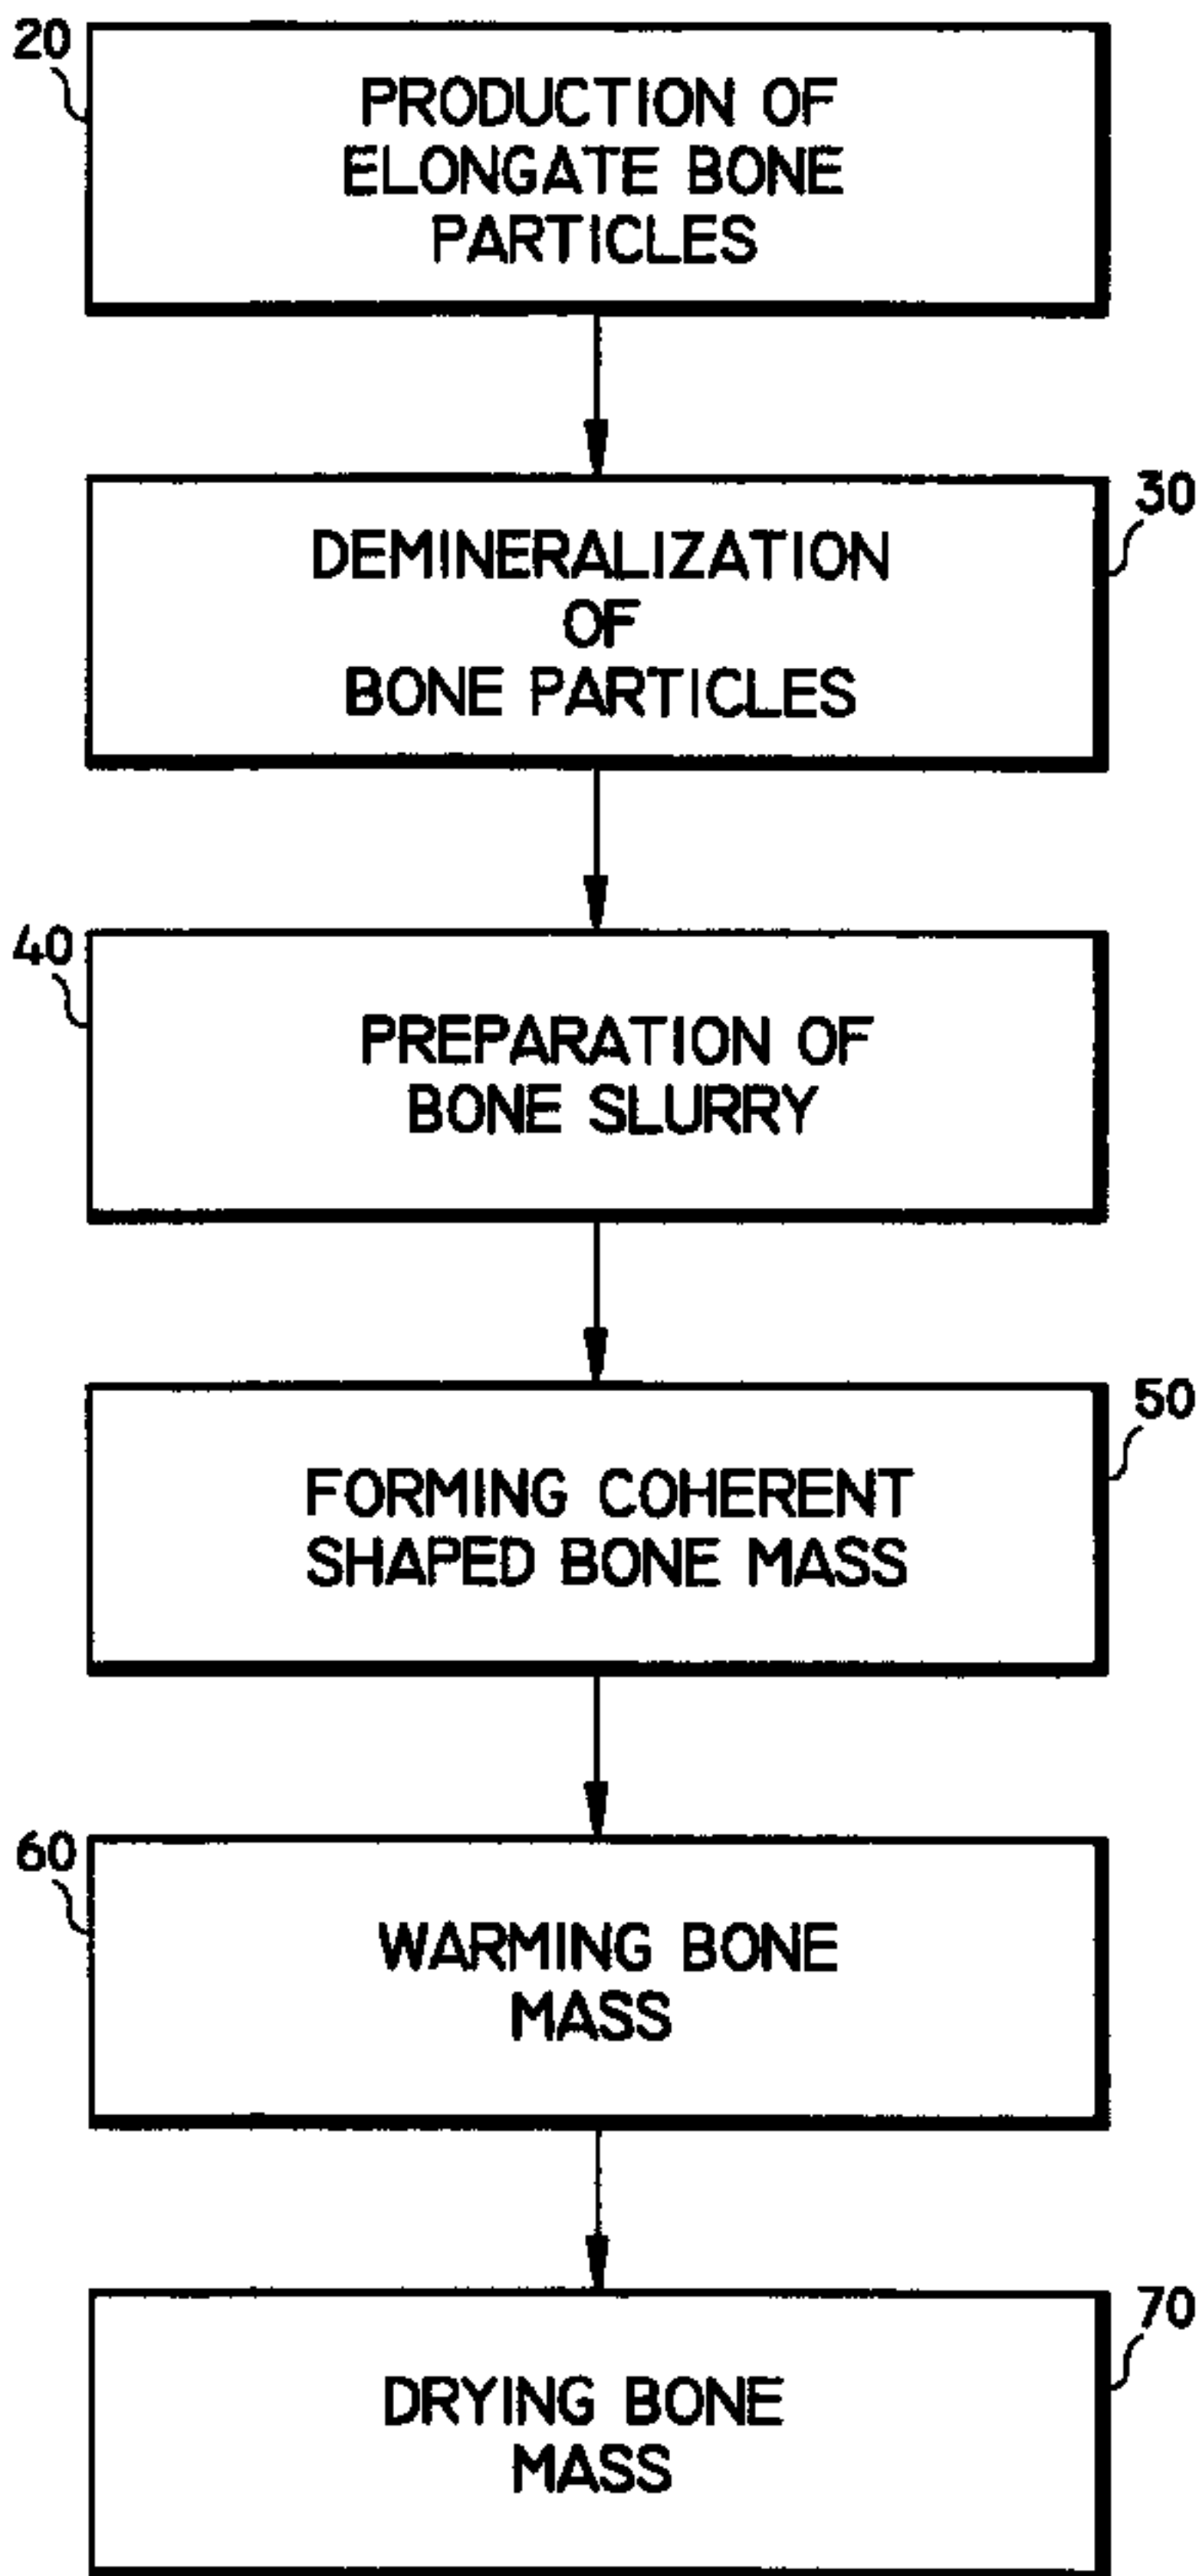 20
PRODUCTION OF
ELONGATE BONE
PARTICLES
30
DEMINERALIZATION
OF
BONE PARTICLES
40
PREPARATION OF
BONE SLURRY
50
FORMING COHERENT
SHAPED BONE MASS
60
WARMING BONE
MASS
70
DRYING BONE
MASS